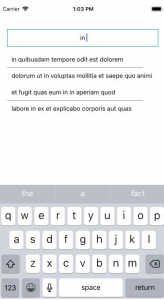 Carrier 1:03 PM
in
in quibusdam tempore odit est dolorem
dolorum ut in voluptas mollitia et saepe quo animi
et fugit quas eum in in aperiam quod
labore in ex et explicabo corporis aut quas
the a fact
q w e r t y u i o p
a s d f g h j k l
z x c v b n m
123 space return